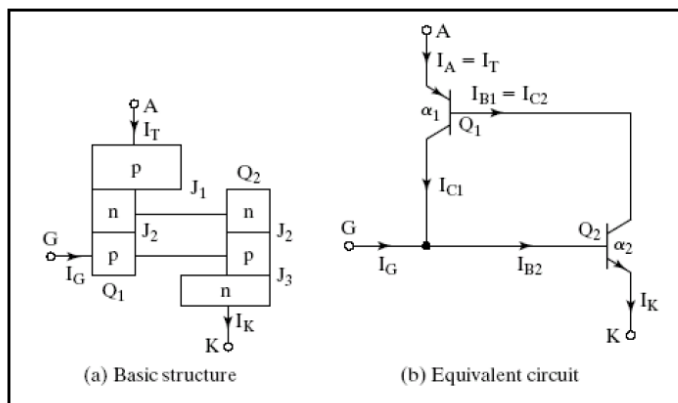 A
I_T
p
J_1
Q_2
n
n
J_2
J_2
G
p
p
I_G
J_3
Q_1
n
I_K
K
(a) Basic structure
A
I_A = I_T
I_B1 = I_C2
α_1
Q_1
I_C1
G
Q_2
α_2
I_G
I_B2
I_K
K
(b) Equivalent circuit